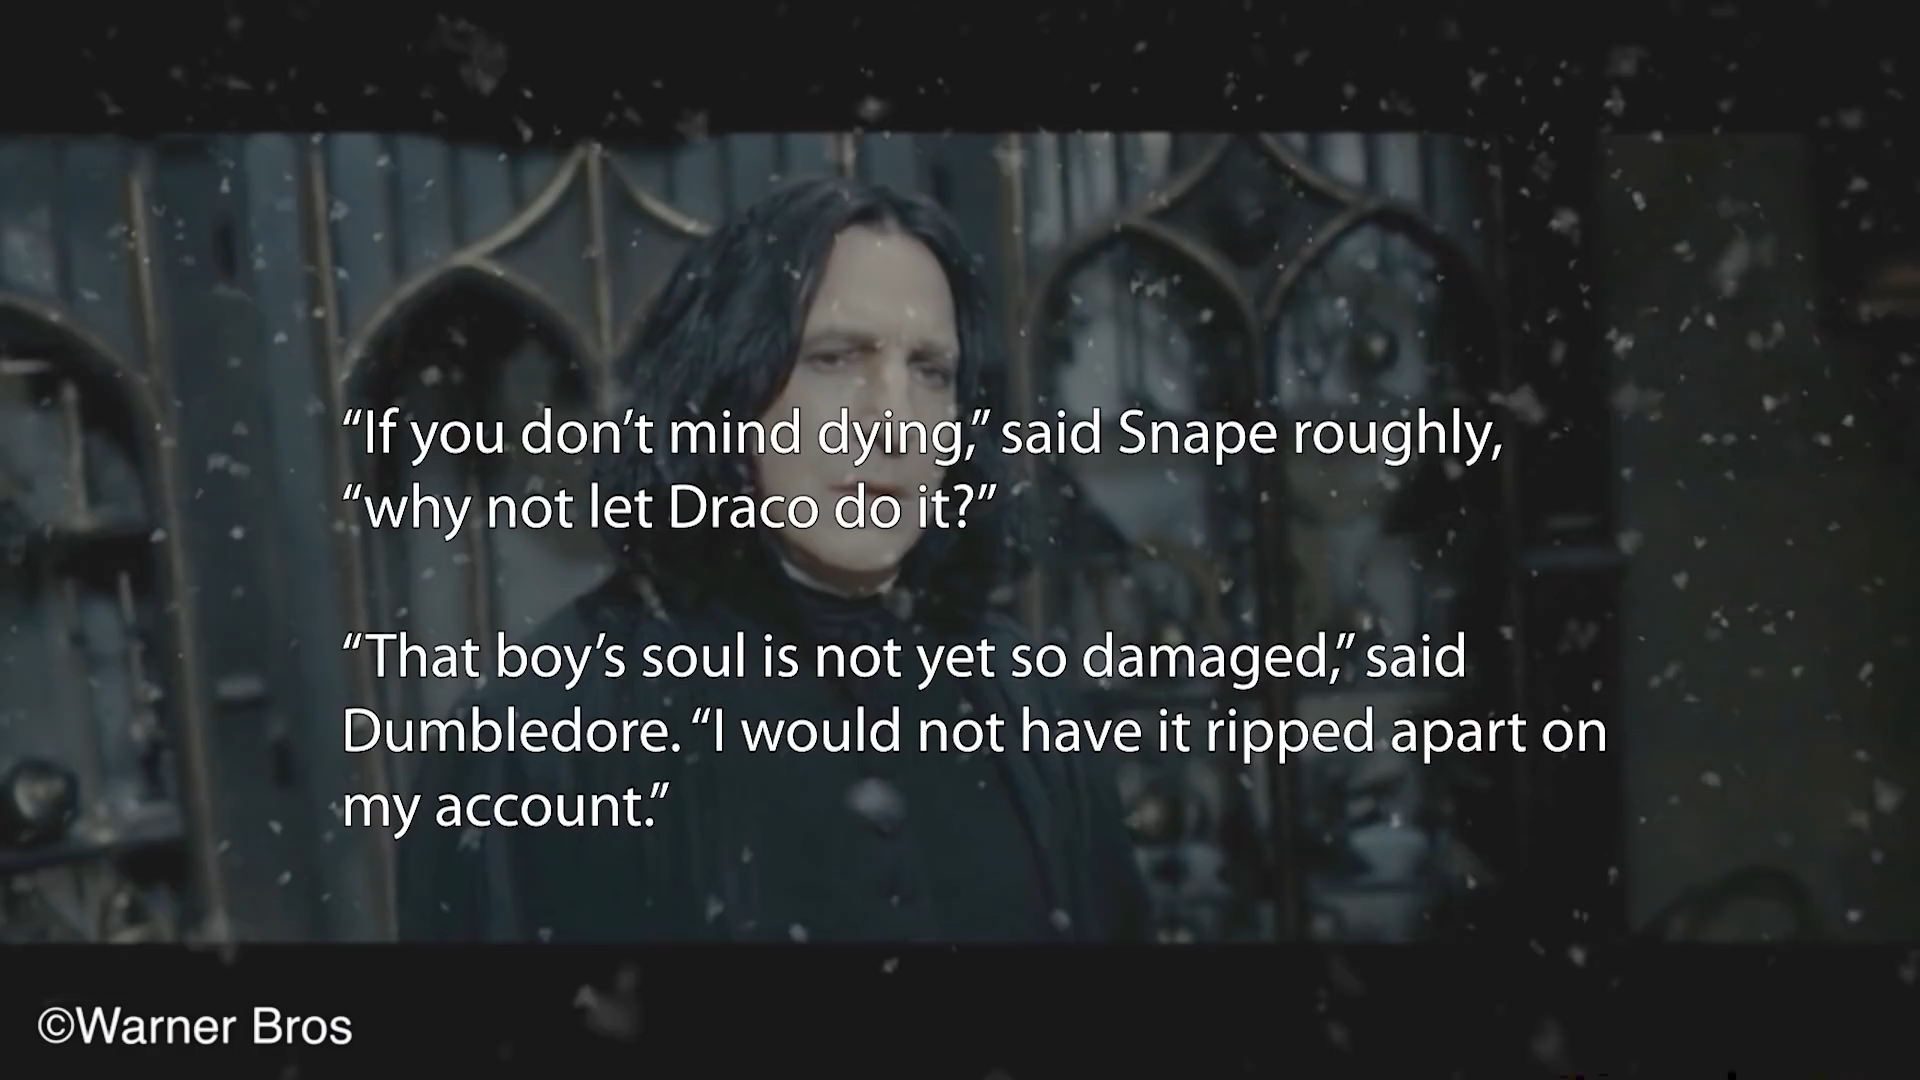 “If you don’t mind dying,” said Snape roughly,
“why not let Draco do it?”
“That boy’s soul is not yet so damaged,” said
Dumbledore. “I would not have it ripped apart on
my account.”
©Warner Bros